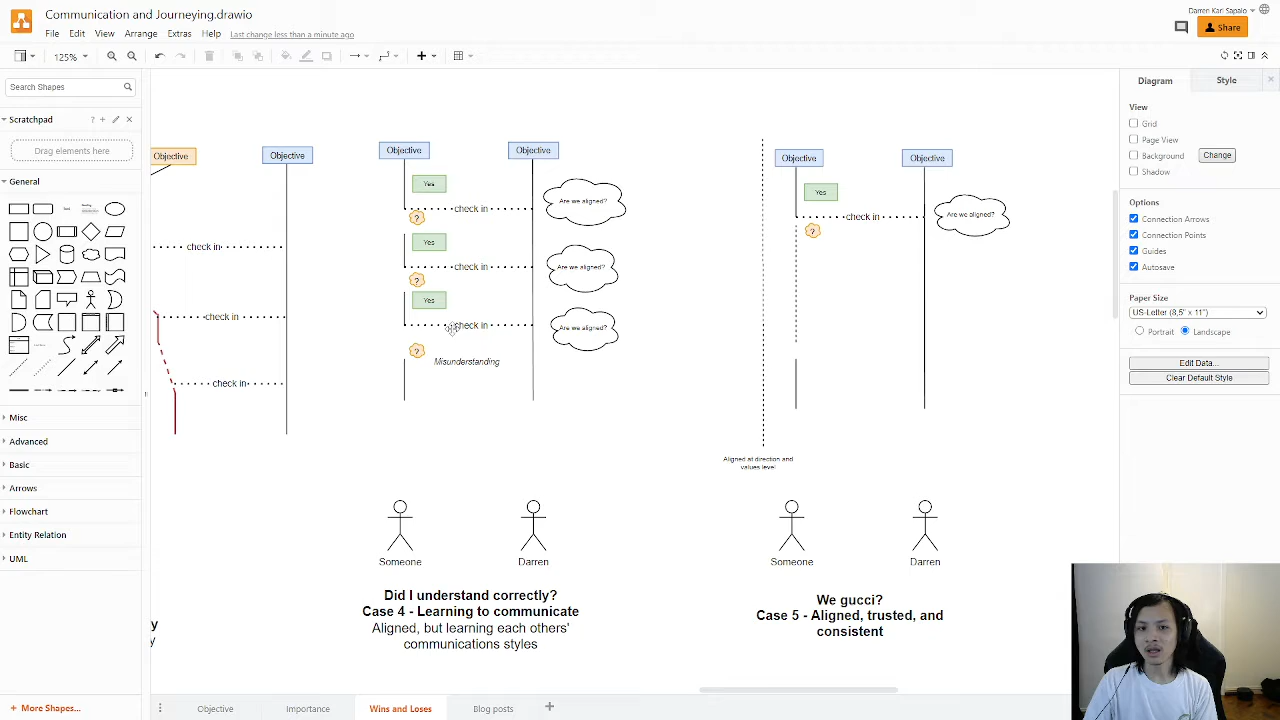 Communication and Journeying.drawio
Darren Karl Sapalo
File Edit View Arrange Extras Help Last change less than a minute ago
Share
125%
Search Shapes
Scratchpad
?
Drag elements here
General
Text
Misc
Advanced
Basic
Arrows
Flowchart
Entity Relation
UML
More Shapes...
Objective
Objective
check in
check in
check in
Objective
Objective
Yes
check in
?
Are we aligned?
Yes
check in
?
Are we aligned?
Yes
check in
?
Are we aligned?
Misunderstanding
Someone
Darren
Did I understand correctly?
Case 4 - Learning to communicate
Aligned, but learning each others'
communications styles
y
y
Objective
Objective
Yes
check in
?
Are we aligned?
Aligned at direction and
values level
Someone
Darren
We gucci?
Case 5 - Aligned, trusted, and
consistent
Diagram Style
View
Grid
Page View
Background
Change
Shadow
Options
Connection Arrows
Connection Points
Guides
Autosave
Paper Size
US-Letter (8,5" x 11")
Portrait Landscape
Edit Data...
Clear Default Style
Objective Importance Wins and Loses Blog posts